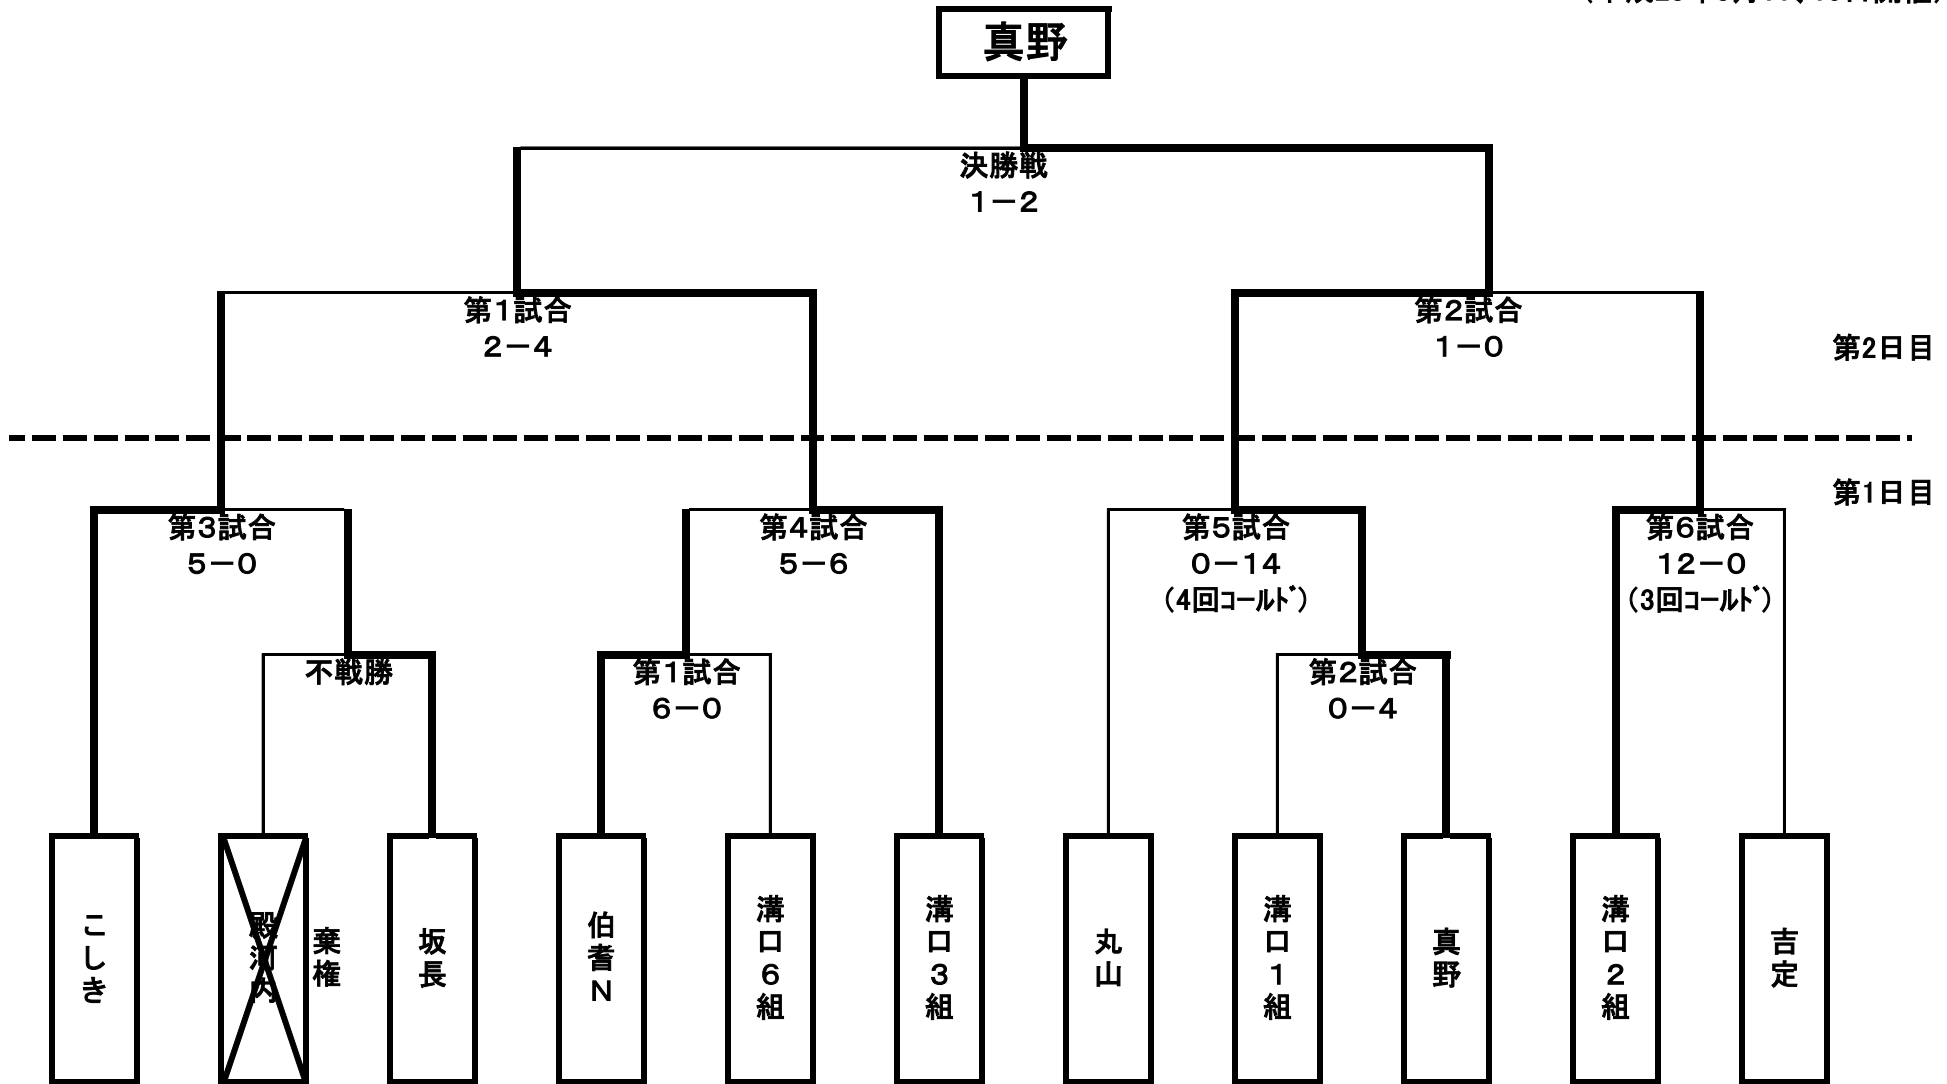 真野
決勝戦
1－2
第1試合
2－4
第2試合
1－0
第2日目
第1日目
第3試合
5－0
第4試合
5－6
第5試合
0－14
（4回ｺｰﾙﾄﾞ）
第6試合
12－0
（3回ｺｰﾙﾄﾞ）
不戦勝
第1試合
6－0
第2試合
0－4
こしき
殿河内
棄権
坂長
伯耆N
溝口6組
溝口3組
丸山
溝口1組
真野
溝口2組
吉定